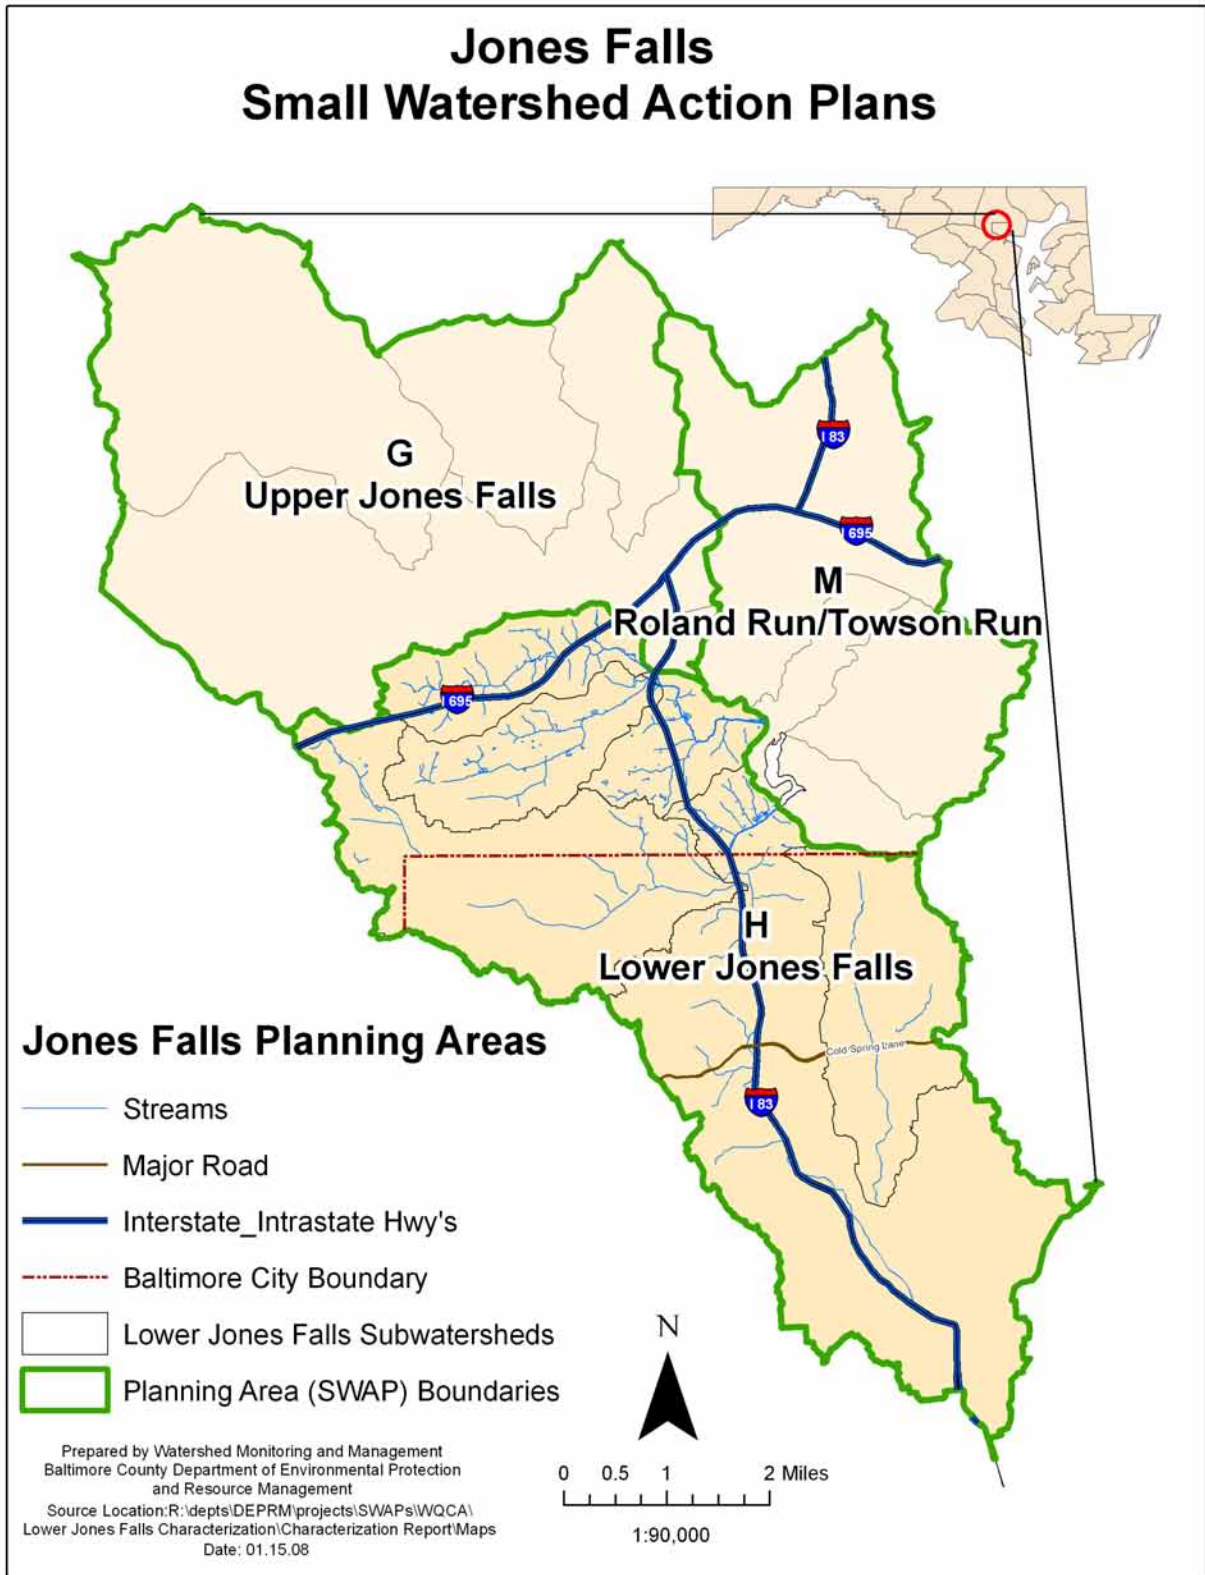 Jones Falls
Small Watershed Action Plans
G
Upper Jones Falls
I 83
I 695
M
Roland Run/Towson Run
I 695
H
Lower Jones Falls
Cold Spring Lane
I 83
Jones Falls Planning Areas
Streams
Major Road
Interstate_Intrastate Hwy's
Baltimore City Boundary
Lower Jones Falls Subwatersheds
Planning Area (SWAP) Boundaries
Prepared by Watershed Monitoring and Management
Baltimore County Department of Environmental Protection
and Resource Management
Source Location:R:\depts\DEPRM\projects\SWAPs\WQCA\
Lower Jones Falls Characterization\Characterization Report\Maps
Date: 01.15.08
N
0 0.5 1 2 Miles
1:90,000